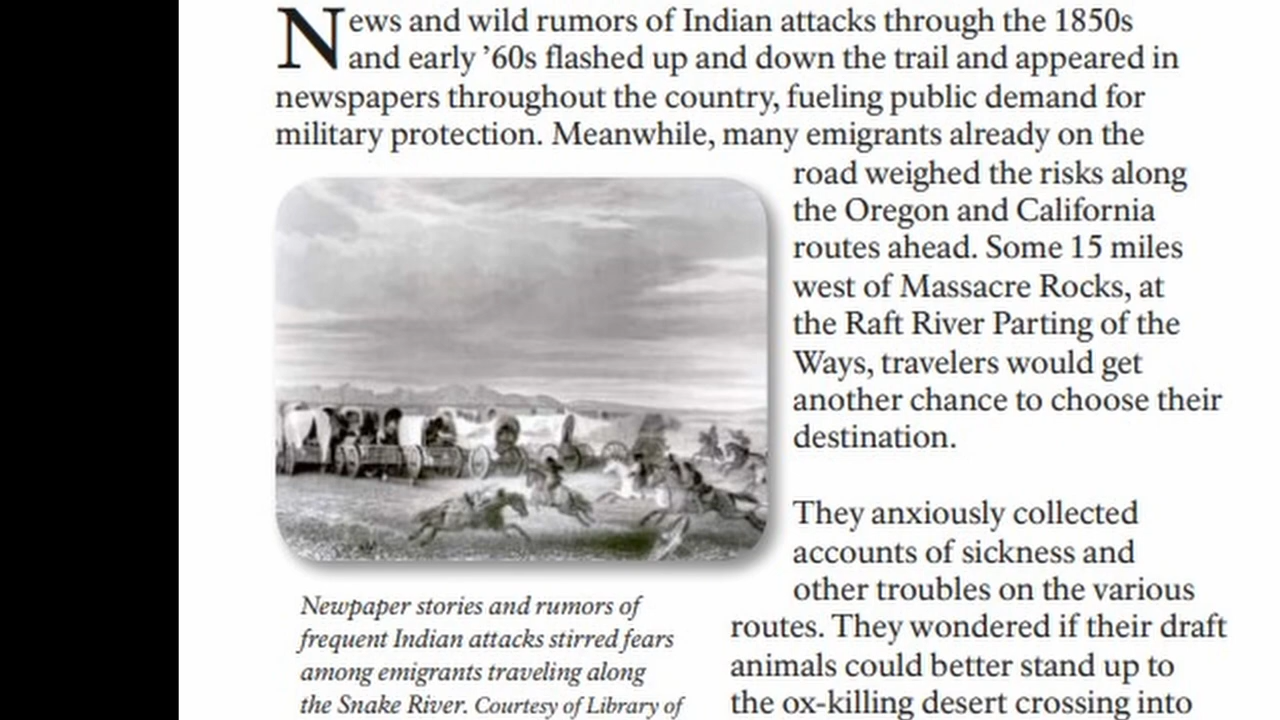 News and wild rumors of Indian attacks through the 1850s
and early ’60s flashed up and down the trail and appeared in
newspapers throughout the country, fueling public demand for
military protection. Meanwhile, many emigrants already on the
road weighed the risks along
the Oregon and California
routes ahead. Some 15 miles
west of Massacre Rocks, at
the Raft River Parting of the
Ways, travelers would get
another chance to choose their
destination.
They anxiously collected
accounts of sickness and
other troubles on the various
routes. They wondered if their draft
animals could better stand up to
the ox-killing desert crossing into
Newpaper stories and rumors of
frequent Indian attacks stirred fears
among emigrants traveling along
the Snake River. Courtesy of Library of